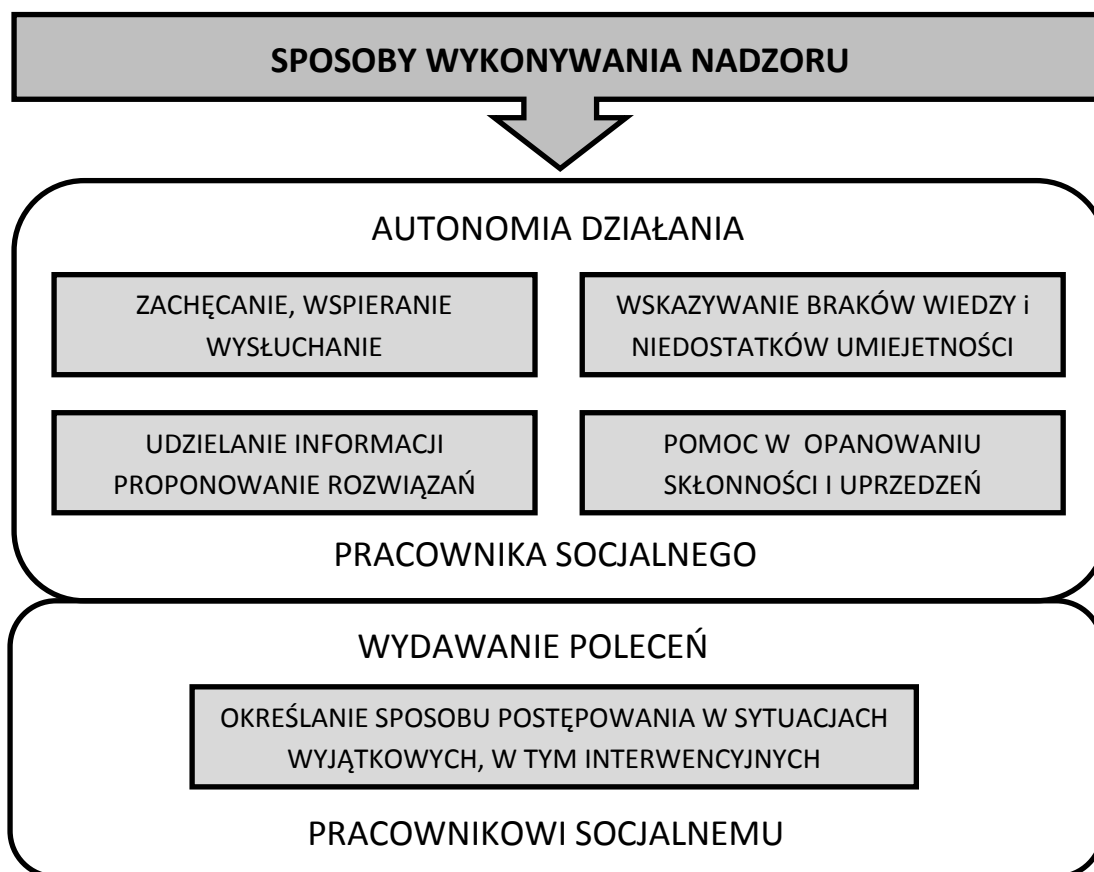 SPOSOBY WYKONYWANIA NADZORU
AUTONOMIA DZIAŁANIA
ZACHĘCANIE, WSPIERANIE
WYSŁUCHANIE
WSKAZYWANIE BRAKÓW WIEDZY i
NIEDOSTATKÓW UMIEJETNOŚCI
UDZIELANIE INFORMACJI
PROPONOWANIE ROZWIĄZAŃ
POMOC W OPANOWANIU
SKŁONNOŚCI I UPRZEDZEŃ
PRACOWNIKA SOCJALNEGO
WYDAWANIE POLECEŃ
OKREŚLANIE SPOSOBU POSTĘPOWANIA W SYTUACJACH
WYJĄTKOWYCH, W TYM INTERWENCYJNYCH
PRACOWNIKOWI SOCJALNEMU